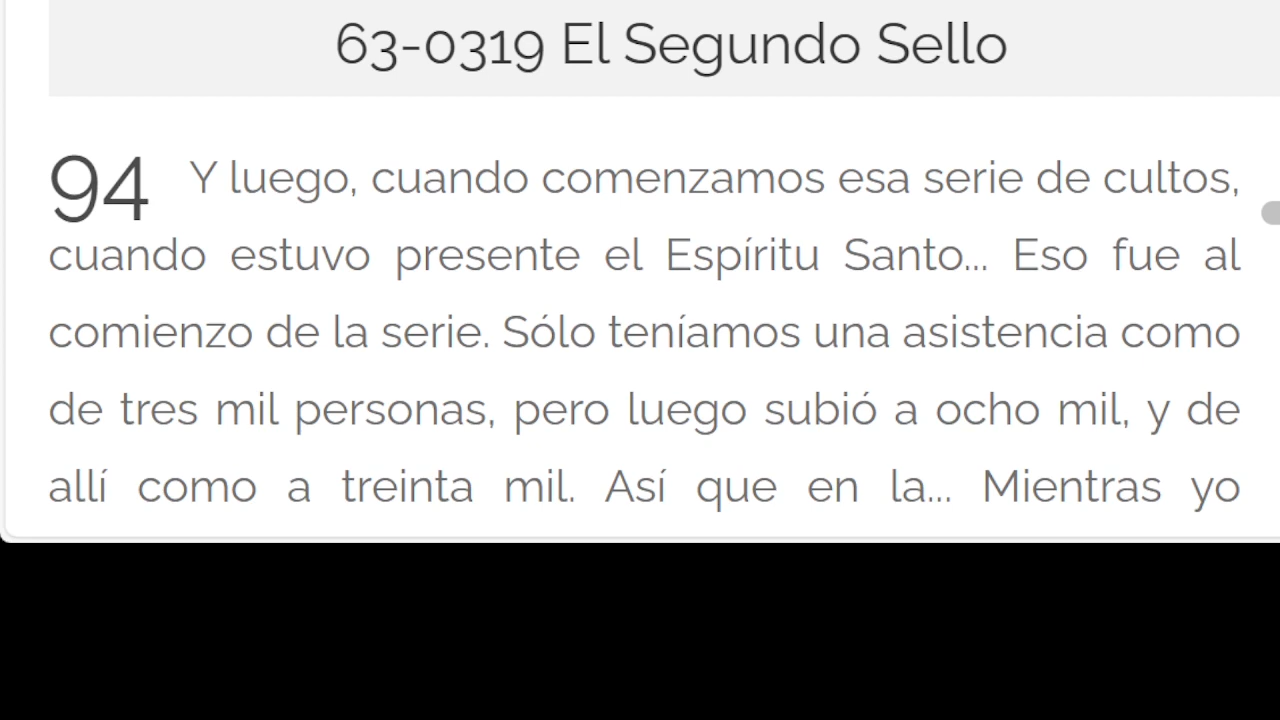 63-0319 El Segundo Sello
94 Y luego, cuando comenzamos esa serie de cultos,
cuando estuvo presente el Espíritu Santo... Eso fue al
comienzo de la serie. Sólo teníamos una asistencia como
de tres mil personas, pero luego subió a ocho mil, y de
allí como a treinta mil. Así que en la... Mientras yo